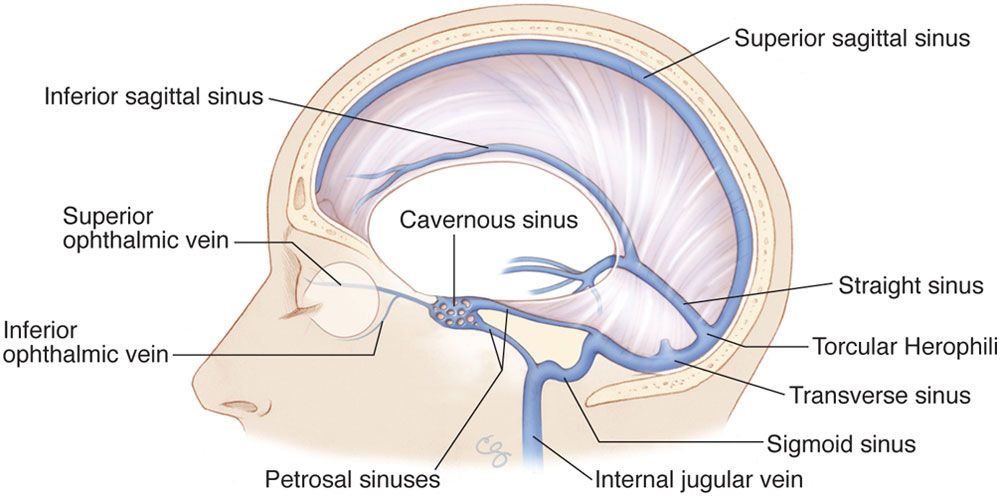 Superior sagittal sinus
Inferior sagittal sinus
Superior
ophthalmic vein
Cavernous sinus
Straight sinus
Inferior
ophthalmic vein
Torcular Herophili
Transverse sinus
Sigmoid sinus
Petrosal sinuses
Internal jugular vein